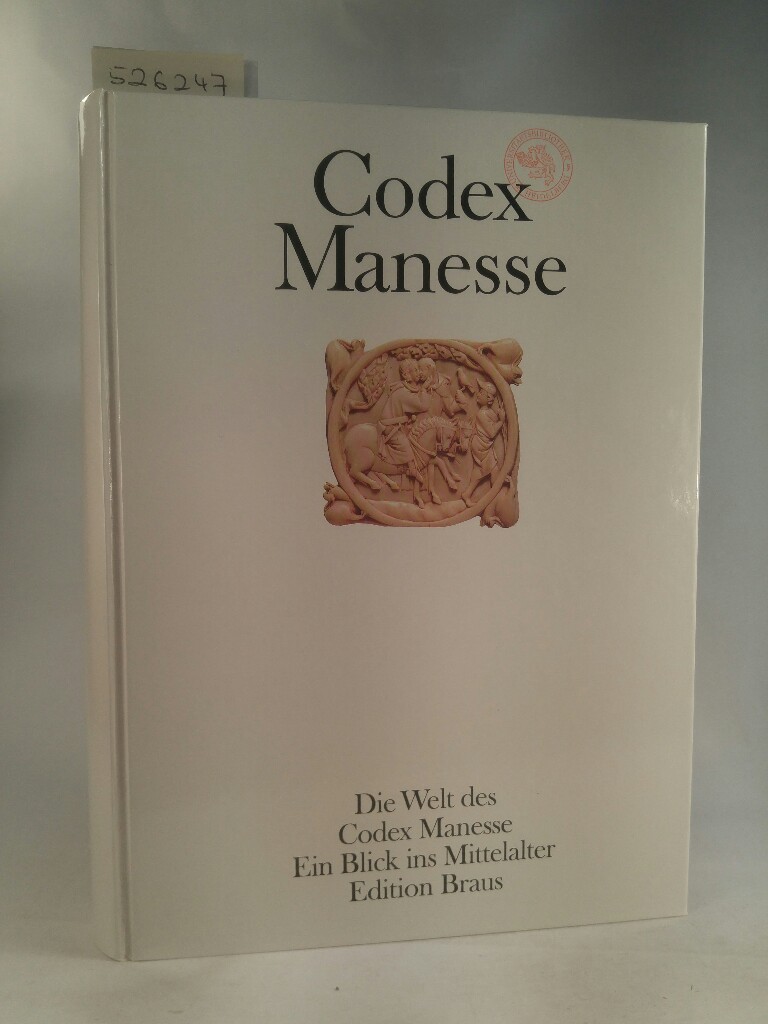 526247
Codex
Manesse
Die Welt des
Codex Manesse
Ein Blick ins Mittelalter
Edition Braus